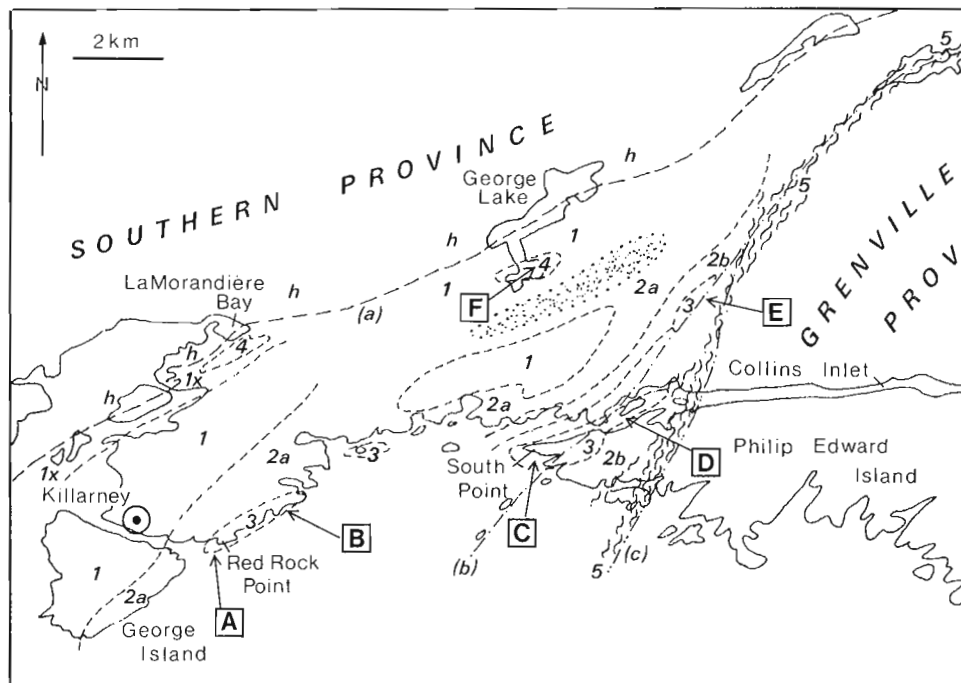 2 km
N
SOUTHERN PROVINCE
GRENVILLE
PROV
5
5
h
George
Lake
h
1
4
1
F
2a
2b
3
E
LaMorandière
Bay
h
(a)
h
4
1x
h
1
1
2a
Collins Inlet
1x
Killarney
2a
3
South
Point
3
2b
D
Philip Edward
Island
3
B
C
Red Rock
Point
(b)
5
(c)
1
2a
A
George
Island